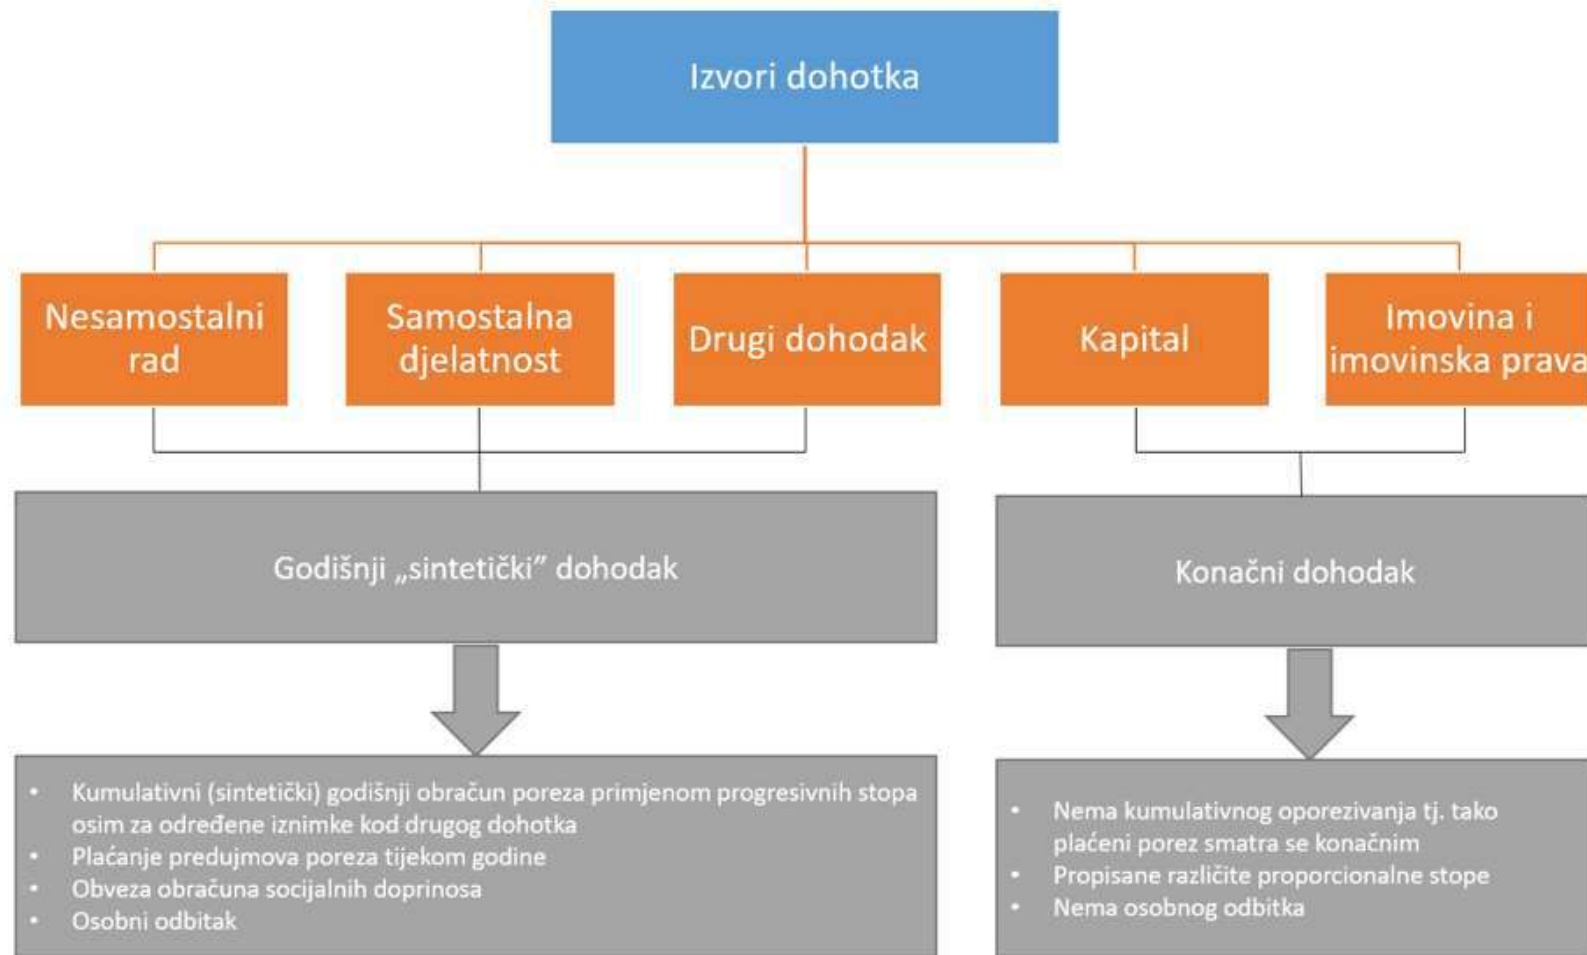 Izvori dohotka
Nesamostalni
rad
Samostalna
djelatnost
Drugi dohodak
Kapital
Imovina i
imovinska prava
Godišnji „sintetički” dohodak
Konačni dohodak
• Kumulativni (sintetički) godišnji obračun poreza primjenom progresivnih stopa
osim za određene iznimke kod drugog dohotka
• Plaćanje predujmova poreza tijekom godine
• Obveza obračuna socijalnih doprinosa
• Osobni odbitak
• Nema kumulativnog oporezivanja tj. tako
plaćeni porez smatra se konačnim
• Propisane različite proporcionalne stope
• Nema osobnog odbitka